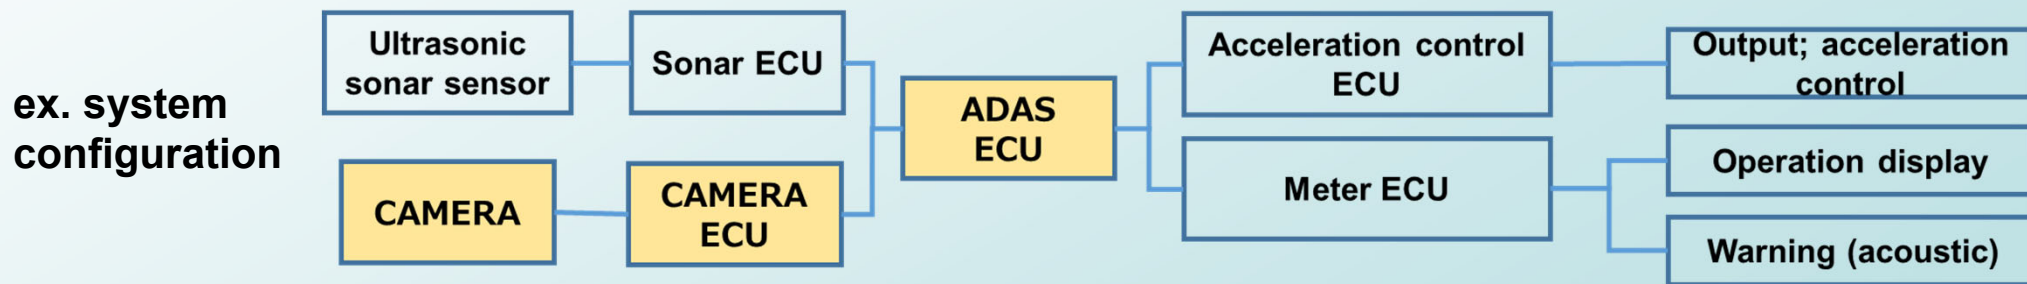 ex. system
configuration
Ultrasonic
sonar sensor
Sonar ECU
CAMERA
CAMERA
ECU
ADAS
ECU
Acceleration control
ECU
Meter ECU
Output; acceleration
control
Operation display
Warning (acoustic)